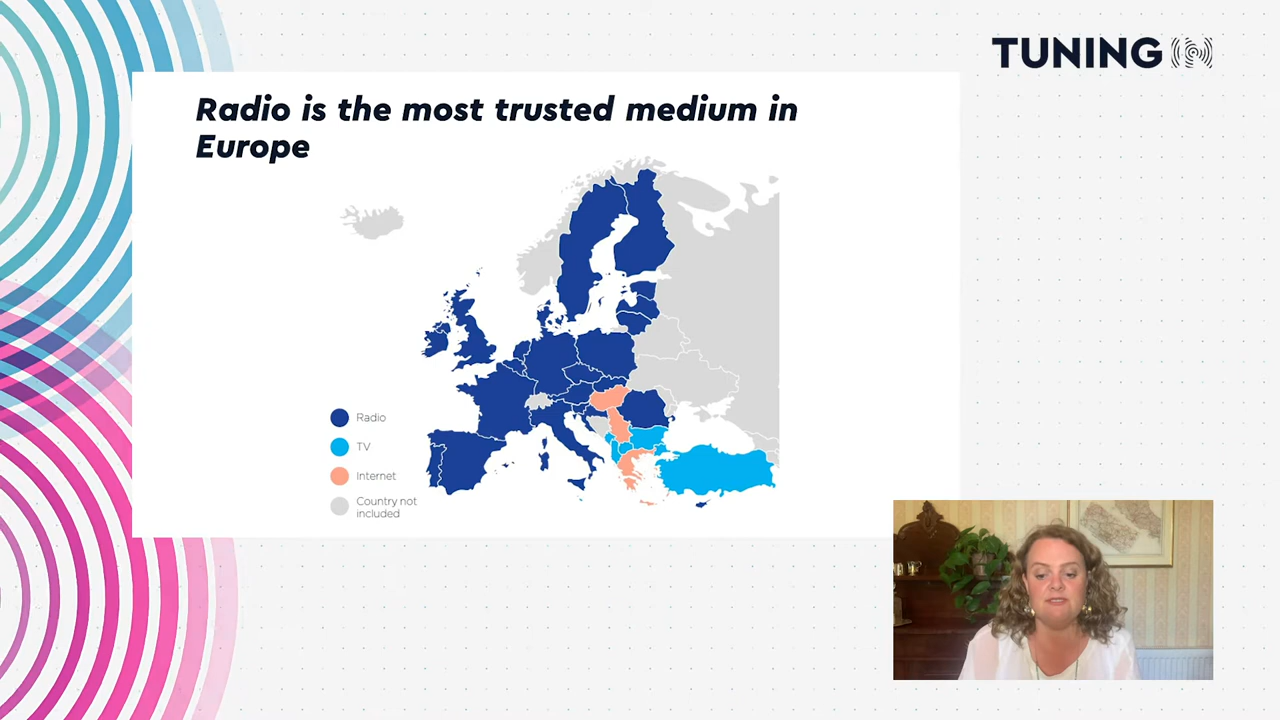 TUNING
Radio is the most trusted medium in
Europe
Radio
TV
Internet
Country not
included